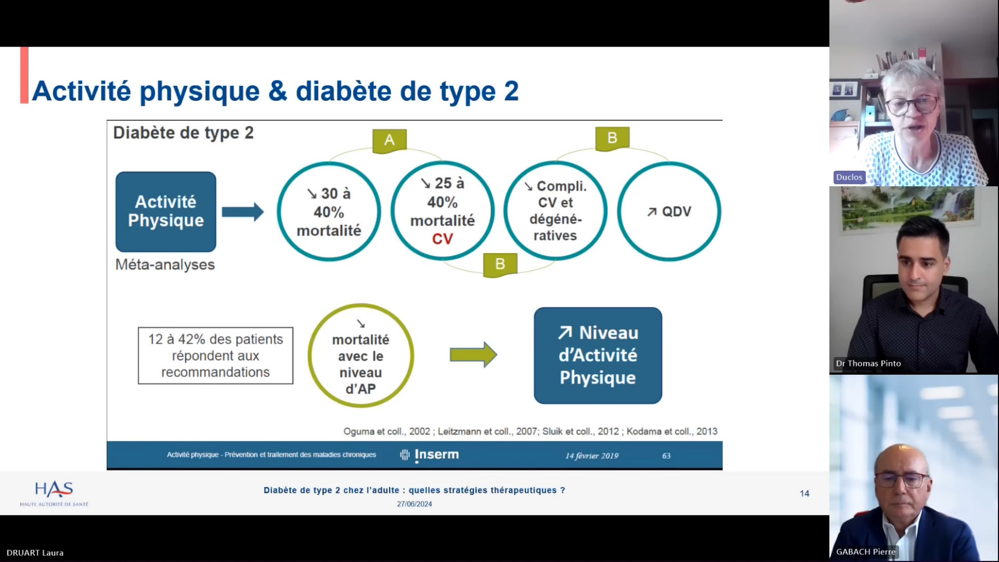 Activité physique & diabète de type 2
Diabète de type 2
A
B
Activité
Physique
↘ 30 à
40%
mortalité
↘ 25 à
40%
mortalité
CV
↘ Compli.
CV et
dégéné-
ratives
↗ QDV
Méta-analyses
B
12 à 42% des patients
répondent aux
recommandations
↘
mortalité
avec le
niveau
d'AP
↗ Niveau
d'Activité
Physique
Oguma et coll., 2002 ; Leitzmann et coll., 2007; Sluik et coll., 2012 ; Kodama et coll., 2013
Activité physique - Prévention et traitement des maladies chroniques
Inserm
14 février 2019
63
HAS
HAUTE AUTORITÉ DE SANTÉ
Diabète de type 2 chez l'adulte : quelles stratégies thérapeutiques ?
27/06/2024
14
DRUART Laura
Duclos
Dr Thomas Pinto
GABACH Pierre